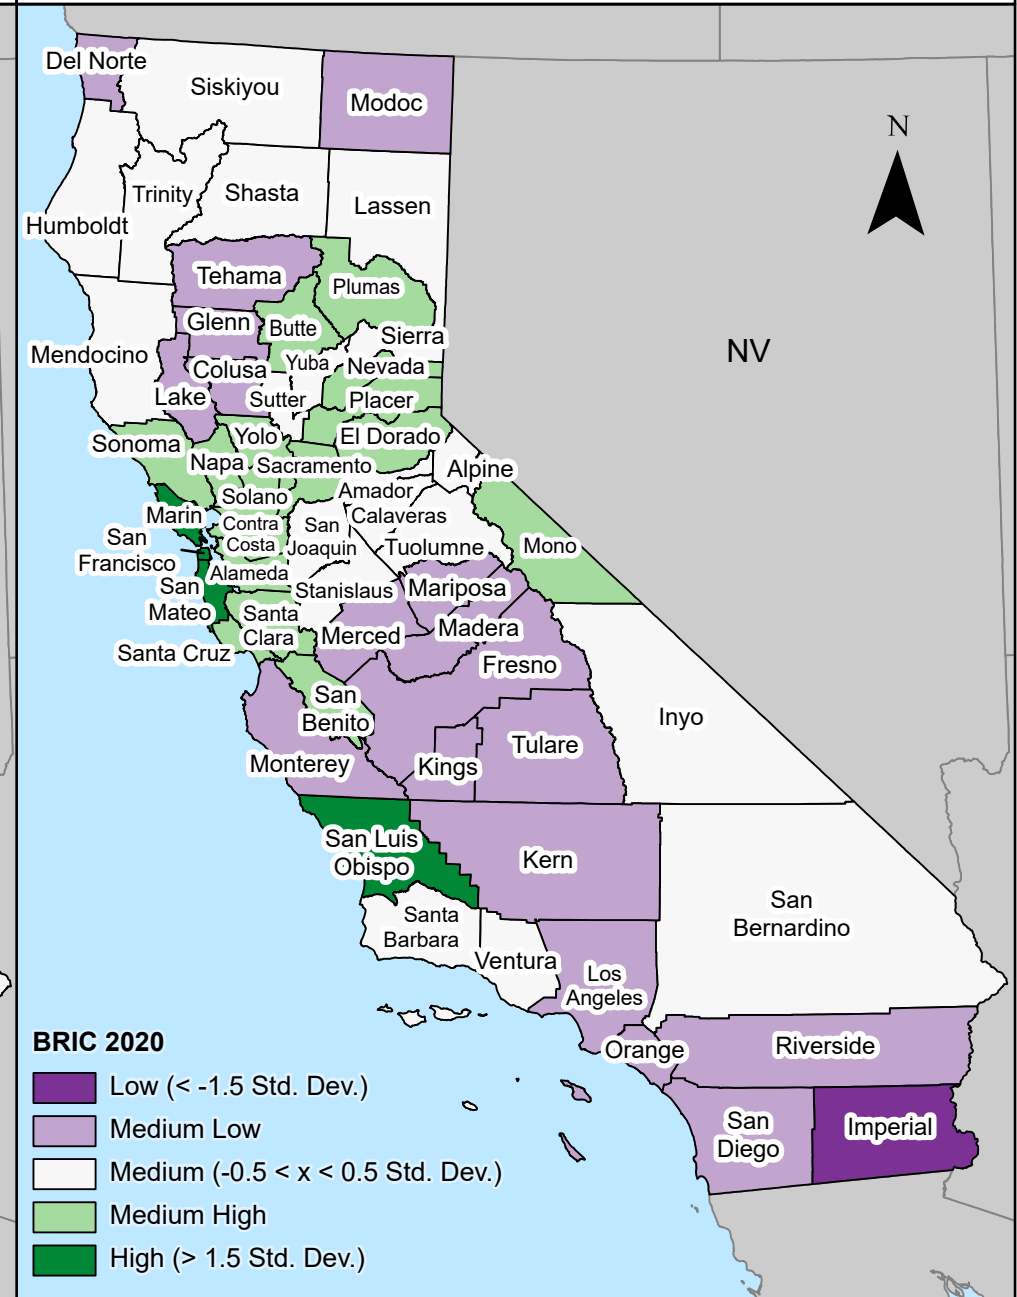 Del Norte
Siskiyou
Modoc
N
Trinity
Shasta
Lassen
Humboldt
Tehama
Plumas
Glenn
Butte
Sierra
NV
Mendocino
Yuba
Nevada
Colusa
Lake
Sutter
Placer
Sonoma
Yolo
El Dorado
Napa
Sacramento
Alpine
Solano
Amador
Marin
Contra
Costa
San
Joaquin
Calaveras
San
Francisco
Tuolumne
Mono
Alameda
San
Mateo
Stanislaus
Mariposa
Santa
Clara
Merced
Madera
Santa Cruz
Fresno
San
Benito
Inyo
Tulare
Monterey
Kings
San Luis
Obispo
Kern
Santa
Barbara
San
Bernardino
Ventura
Los
Angeles
Orange
Riverside
San
Diego
Imperial
BRIC 2020
Low (< -1.5 Std. Dev.)
Medium Low
Medium (-0.5 < x < 0.5 Std. Dev.)
Medium High
High (> 1.5 Std. Dev.)